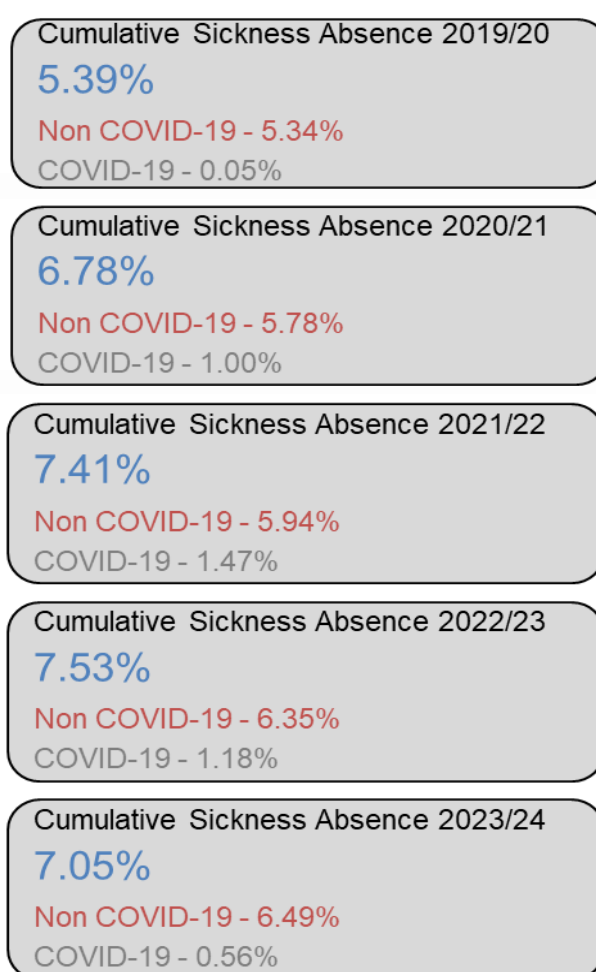 Cumulative Sickness Absence 2019/20
5.39%
Non COVID-19 - 5.34%
COVID-19 - 0.05%
Cumulative Sickness Absence 2020/21
6.78%
Non COVID-19 - 5.78%
COVID-19 - 1.00%
Cumulative Sickness Absence 2021/22
7.41%
Non COVID-19 - 5.94%
COVID-19 - 1.47%
Cumulative Sickness Absence 2022/23
7.53%
Non COVID-19 - 6.35%
COVID-19 - 1.18%
Cumulative Sickness Absence 2023/24
7.05%
Non COVID-19 - 6.49%
COVID-19 - 0.56%